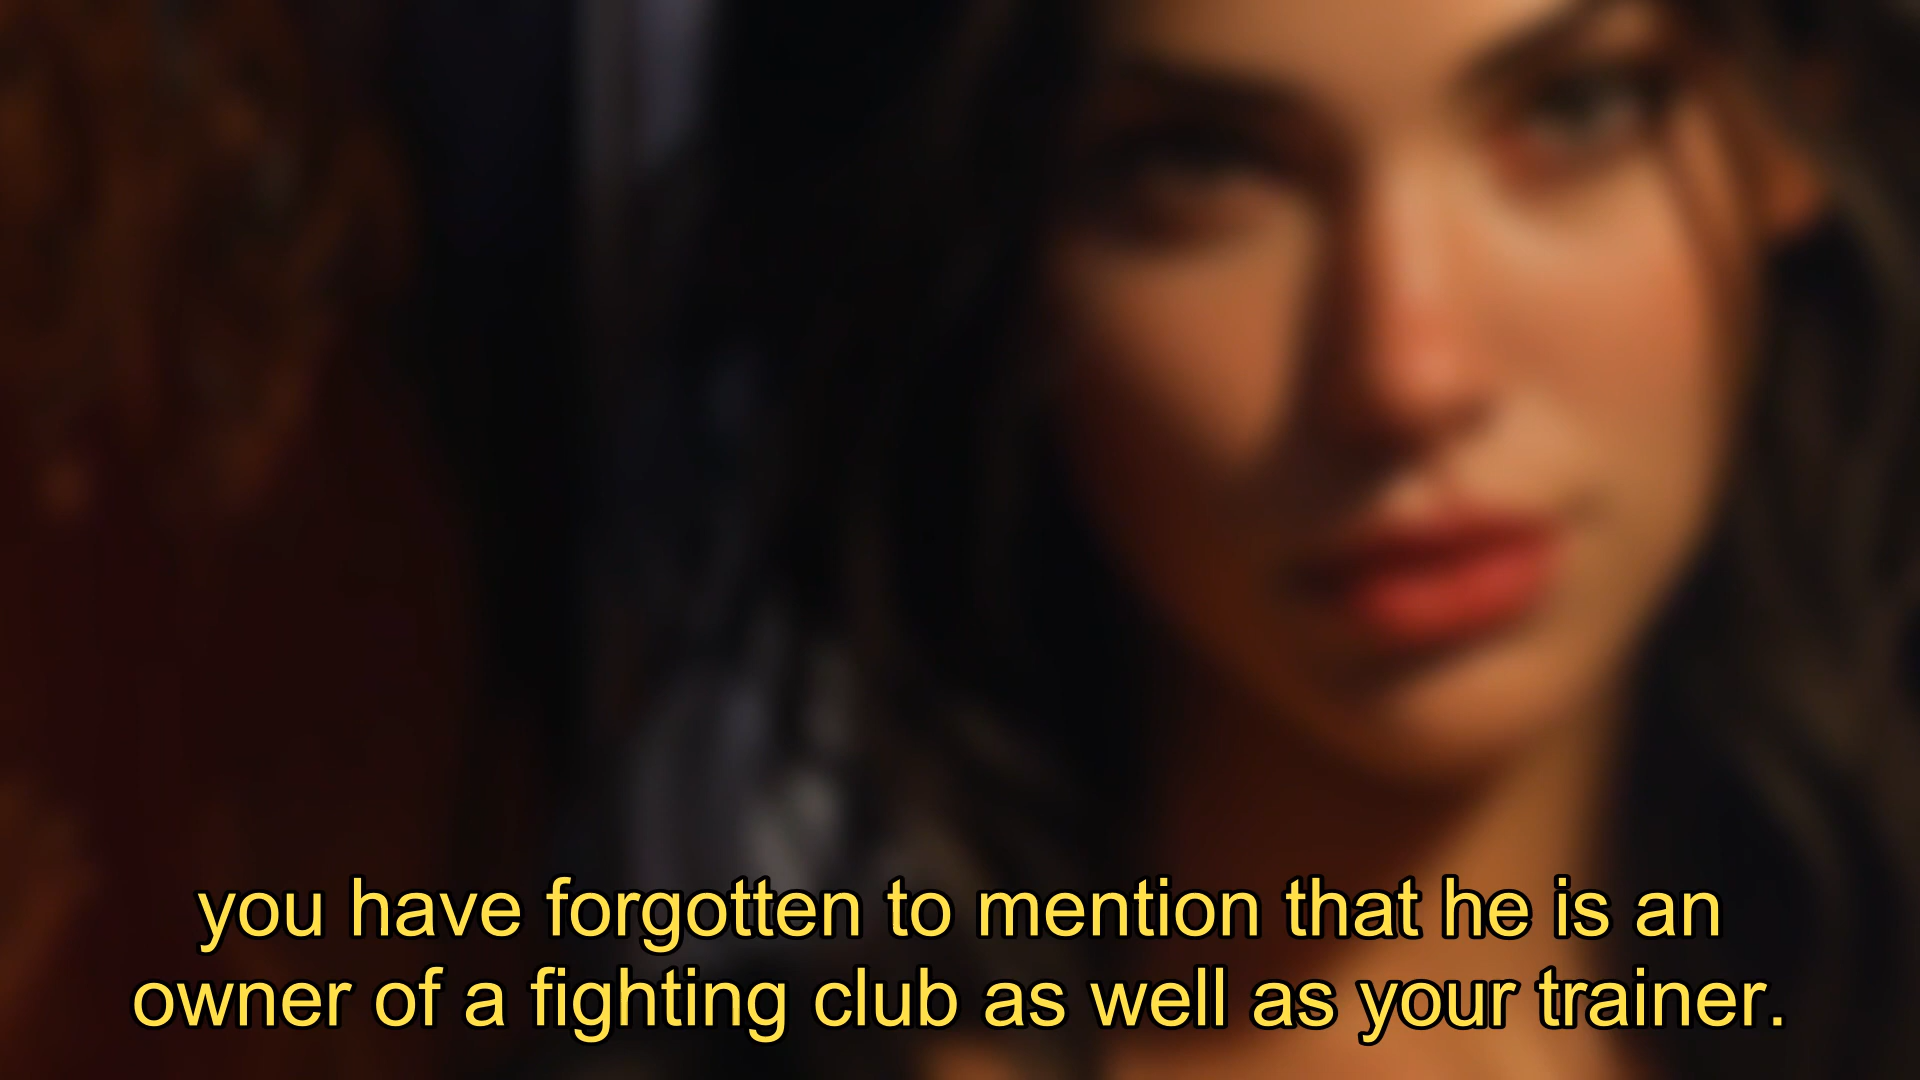 you have forgotten to mention that he is an
owner of a fighting club as well as your trainer.